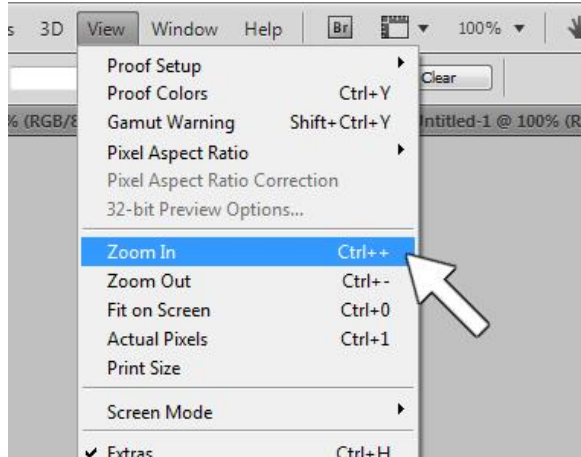 s 3D View Window Help Br 100%
Clear
% (RGB/8 Untitled-1 @ 100% (R
Proof Setup
Proof Colors Ctrl+Y
Gamut Warning Shift+Ctrl+Y
Pixel Aspect Ratio
Pixel Aspect Ratio Correction
32-bit Preview Options...
Zoom In Ctrl++
Zoom Out Ctrl+-
Fit on Screen Ctrl+0
Actual Pixels Ctrl+1
Print Size
Screen Mode
Extras Ctrl+H